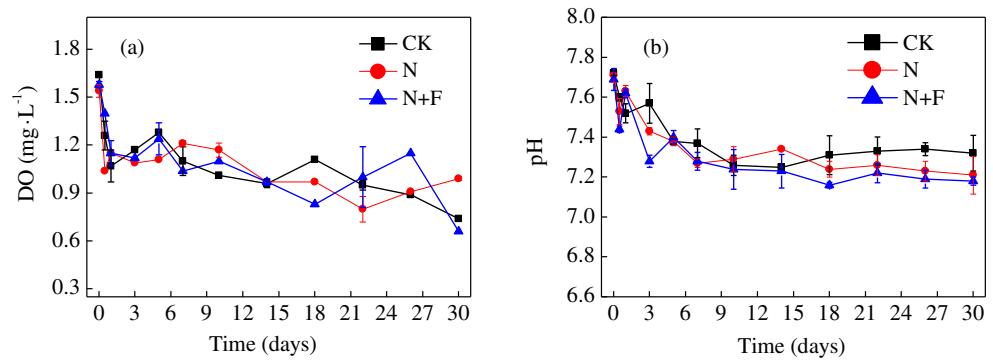 (a)
CK
N
N+F
DO (mg·L⁻¹)
1.8
1.5
1.2
0.9
0.6
0.3
0 3 6 9 12 15 18 21 24 27 30
Time (days)
(b)
CK
N
N+F
pH
8.0
7.8
7.6
7.4
7.2
7.0
6.8
6.6
0 3 6 9 12 15 18 21 24 27 30
Time (days)